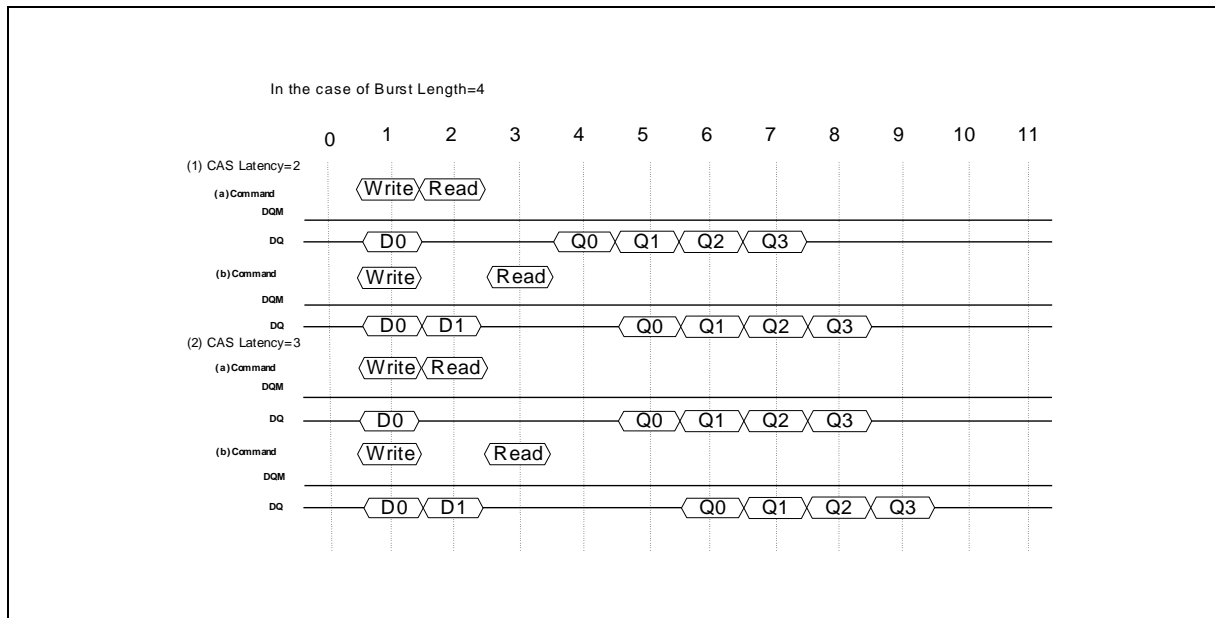 In the case of Burst Length=4
0 1 2 3 4 5 6 7 8 9 10 11
(1) CAS Latency=2
(a)Command Write Read
DQM
DQ D0 Q0 Q1 Q2 Q3
(b)Command Write Read
DQM
DQ D0 D1 Q0 Q1 Q2 Q3
(2) CAS Latency=3
(a)Command Write Read
DQM
DQ D0 Q0 Q1 Q2 Q3
(b)Command Write Read
DQM
DQ D0 D1 Q0 Q1 Q2 Q3